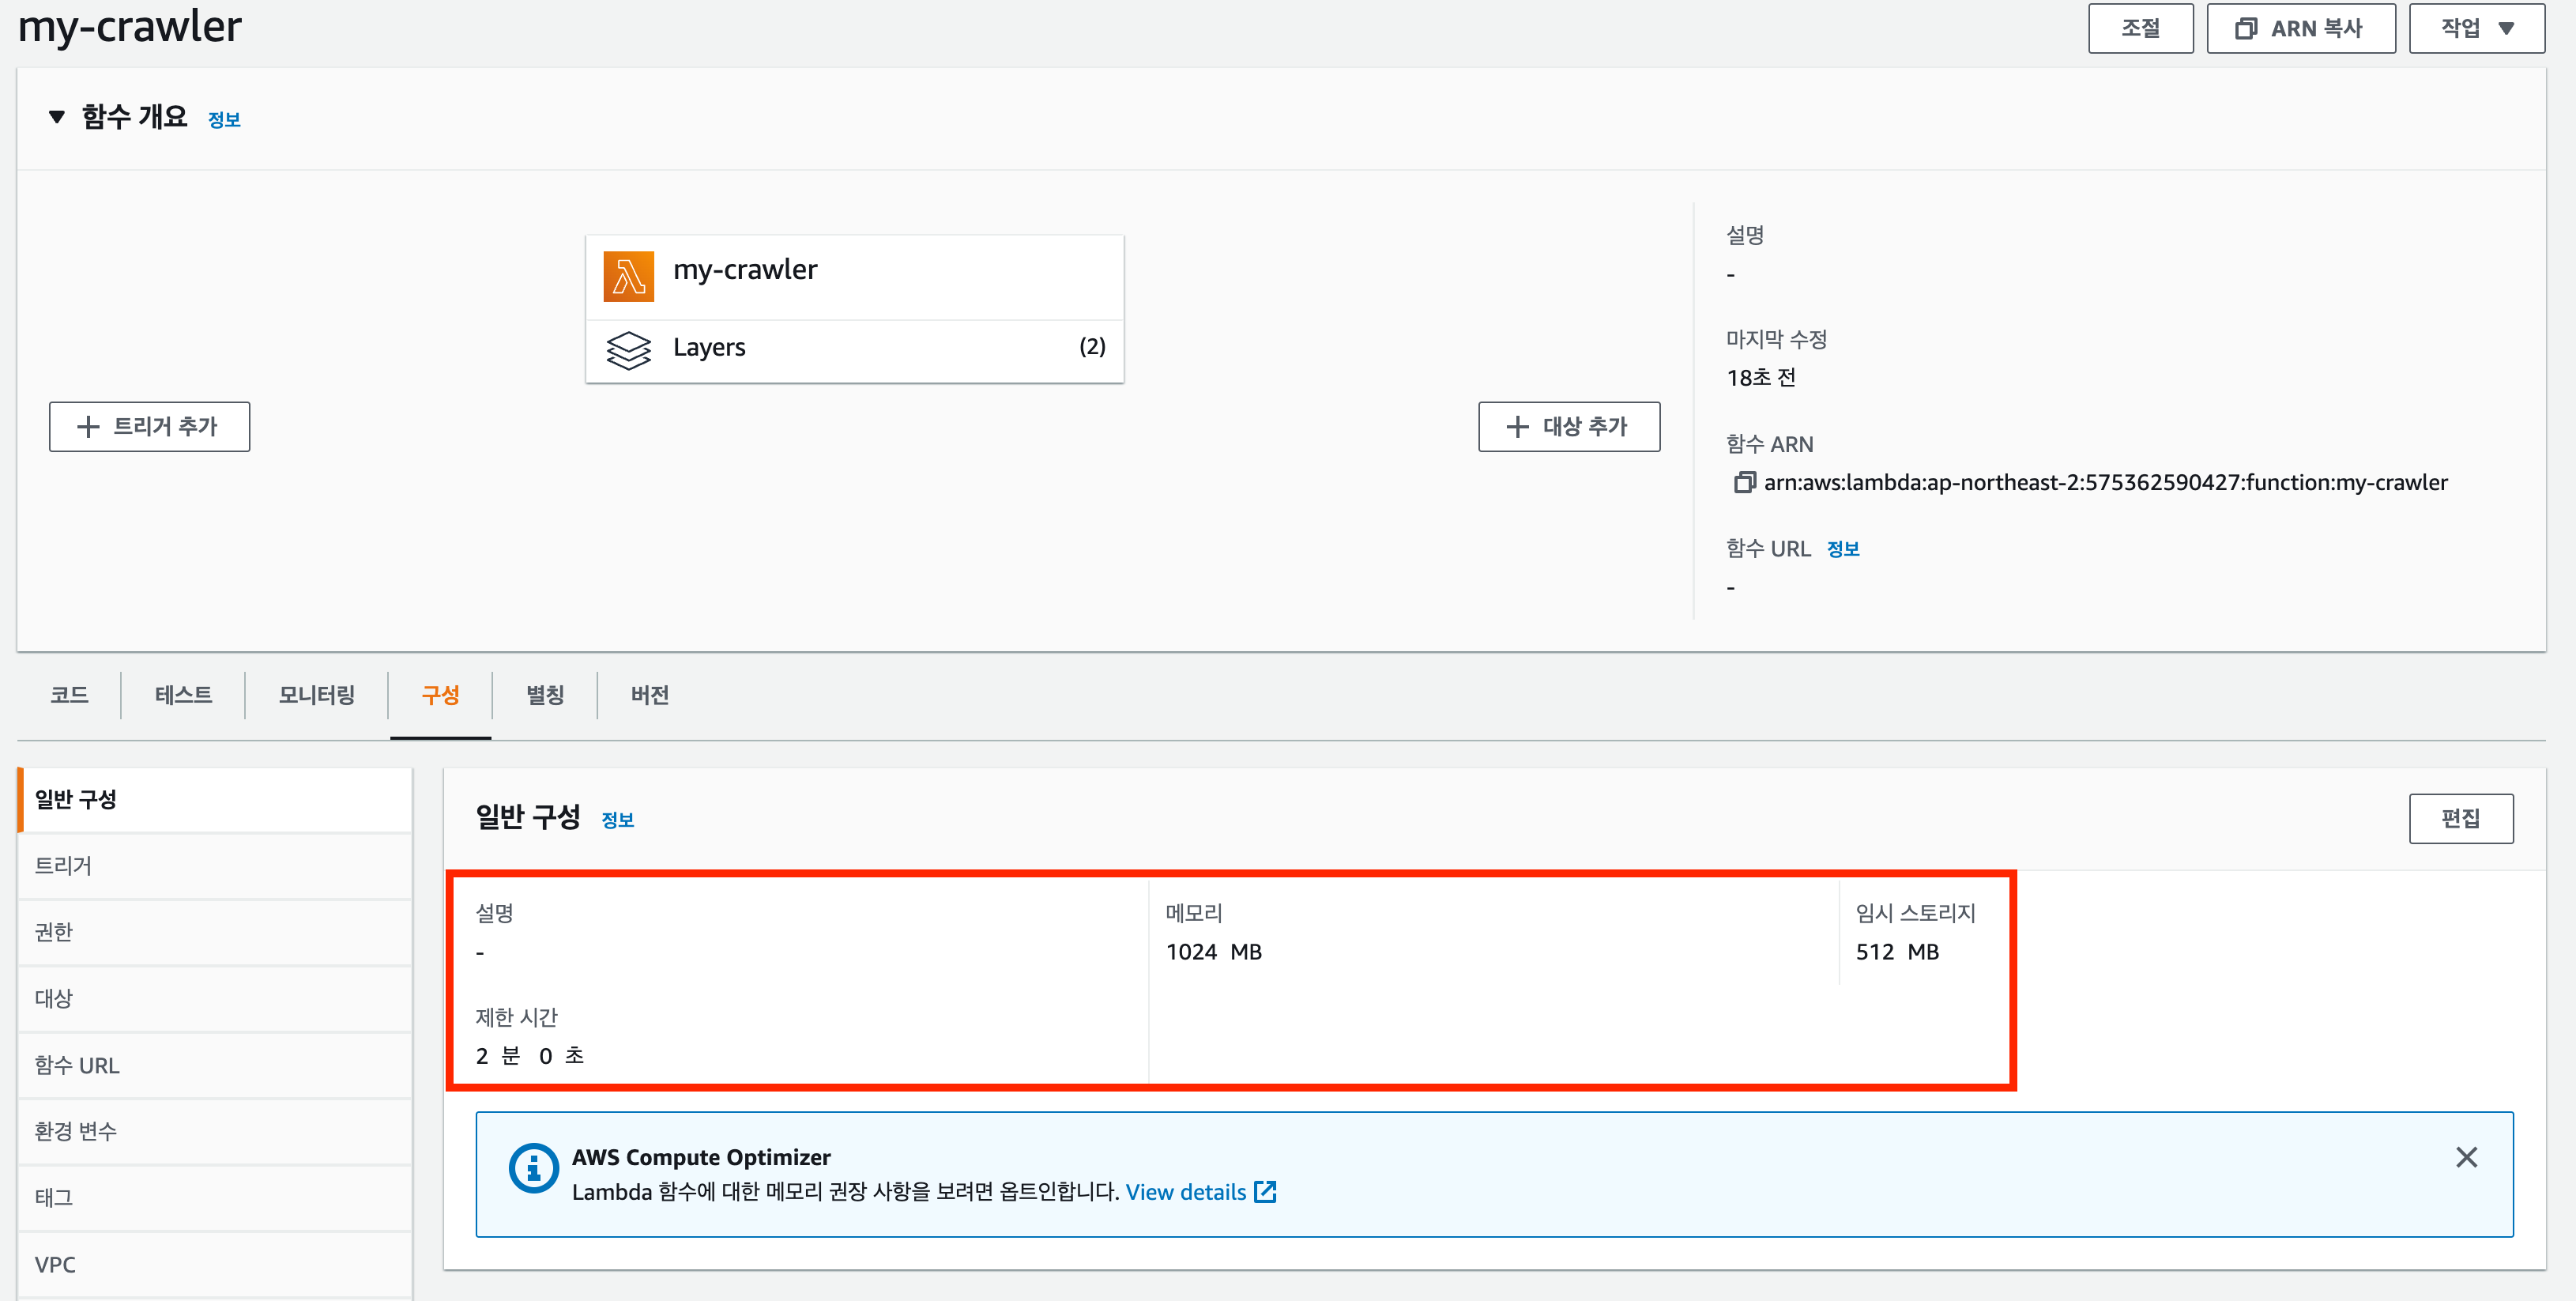 my-crawler
조절
ARN 복사
작업
함수 개요 정보
my-crawler
Layers (2)
트리거 추가
대상 추가
설명
-
마지막 수정
18초 전
함수 ARN
arn:aws:lambda:ap-northeast-2:575362590427:function:my-crawler
함수 URL 정보
-
코드
테스트
모니터링
구성
별칭
버전
일반 구성
트리거
권한
대상
함수 URL
환경 변수
태그
VPC
일반 구성 정보
편집
설명
-
메모리
1024 MB
임시 스토리지
512 MB
제한 시간
2 분 0 초
AWS Compute Optimizer
Lambda 함수에 대한 메모리 권장 사항을 보려면 옵트인합니다. View details